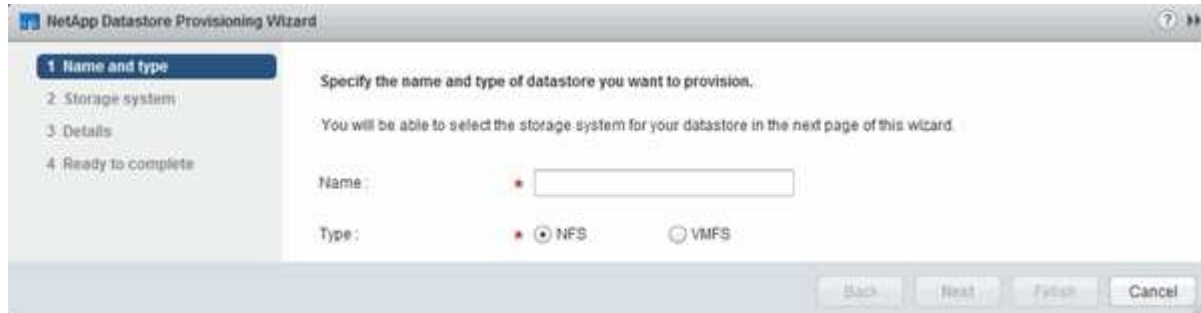 NetApp Datastore Provisioning Wizard
1 Name and type
2 Storage system
3 Details
4 Ready to complete
Specify the name and type of datastore you want to provision.
You will be able to select the storage system for your datastore in the next page of this wizard.
Name :
*
Type :
* NFS VMFS
Back Next Finish Cancel